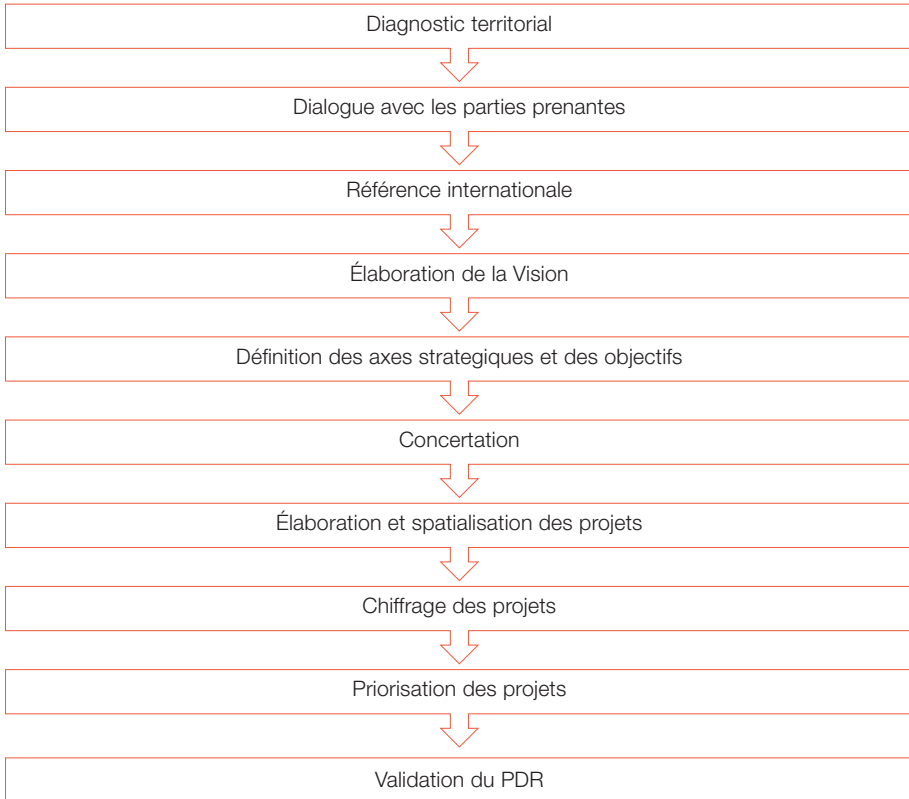 Diagnostic territorial
Dialogue avec les parties prenantes
Référence internationale
Élaboration de la Vision
Définition des axes strategiques et des objectifs
Concertation
Élaboration et spatialisation des projets
Chiffrage des projets
Priorisation des projets
Validation du PDR